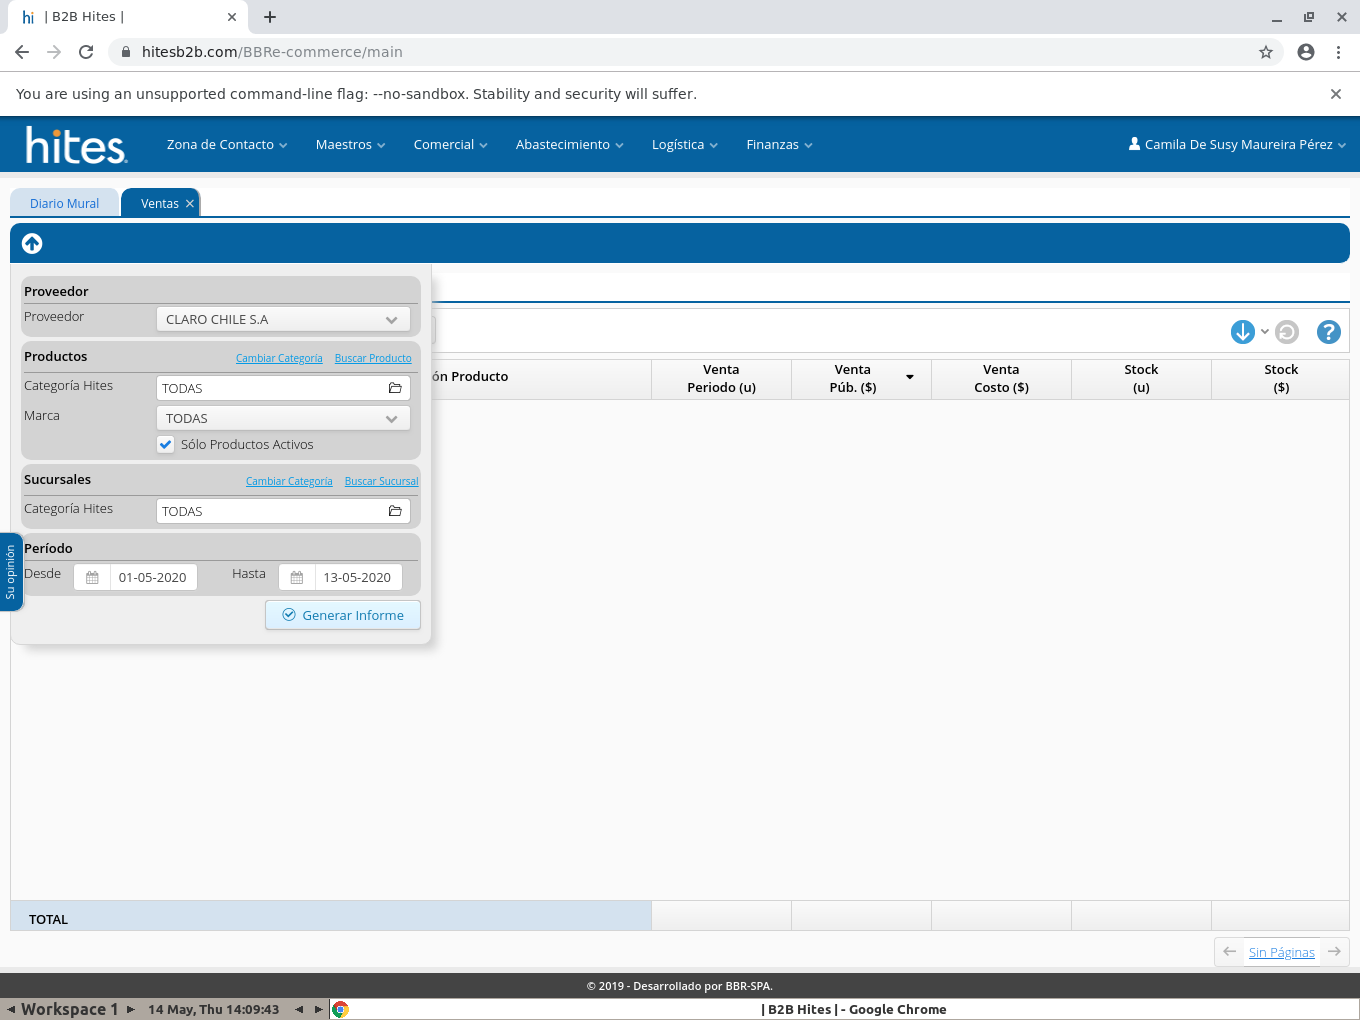 hi | B2B Hites |
hitesb2b.com/BBRe-commerce/main
You are using an unsupported command-line flag: --no-sandbox. Stability and security will suffer.
hites. Zona de Contacto Maestros Comercial Abastecimiento Logística Finanzas Camila De Susy Maureira Pérez
Diario Mural Ventas
Proveedor
Proveedor CLARO CHILE S.A
Productos Cambiar Categoría Buscar Producto
Categoría Hites TODAS
Marca TODAS
Sólo Productos Activos
Sucursales Cambiar Categoría Buscar Sucursal
Categoría Hites TODAS
Período
Desde 01-05-2020 Hasta 13-05-2020
Generar Informe
Su opinión
ón Producto
Venta
Periodo (u)
Venta
Púb. ($)
Venta
Costo ($)
Stock
(u)
Stock
($)
TOTAL
Sin Páginas
© 2019 - Desarrollado por BBR-SPA.
Workspace 1 14 May, Thu 14:09:43 | B2B Hites | - Google Chrome